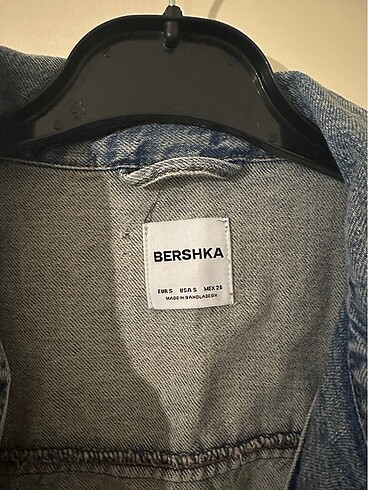 BERSHKA
EUR S USA S MEX 26
MADE IN BANGLADESH